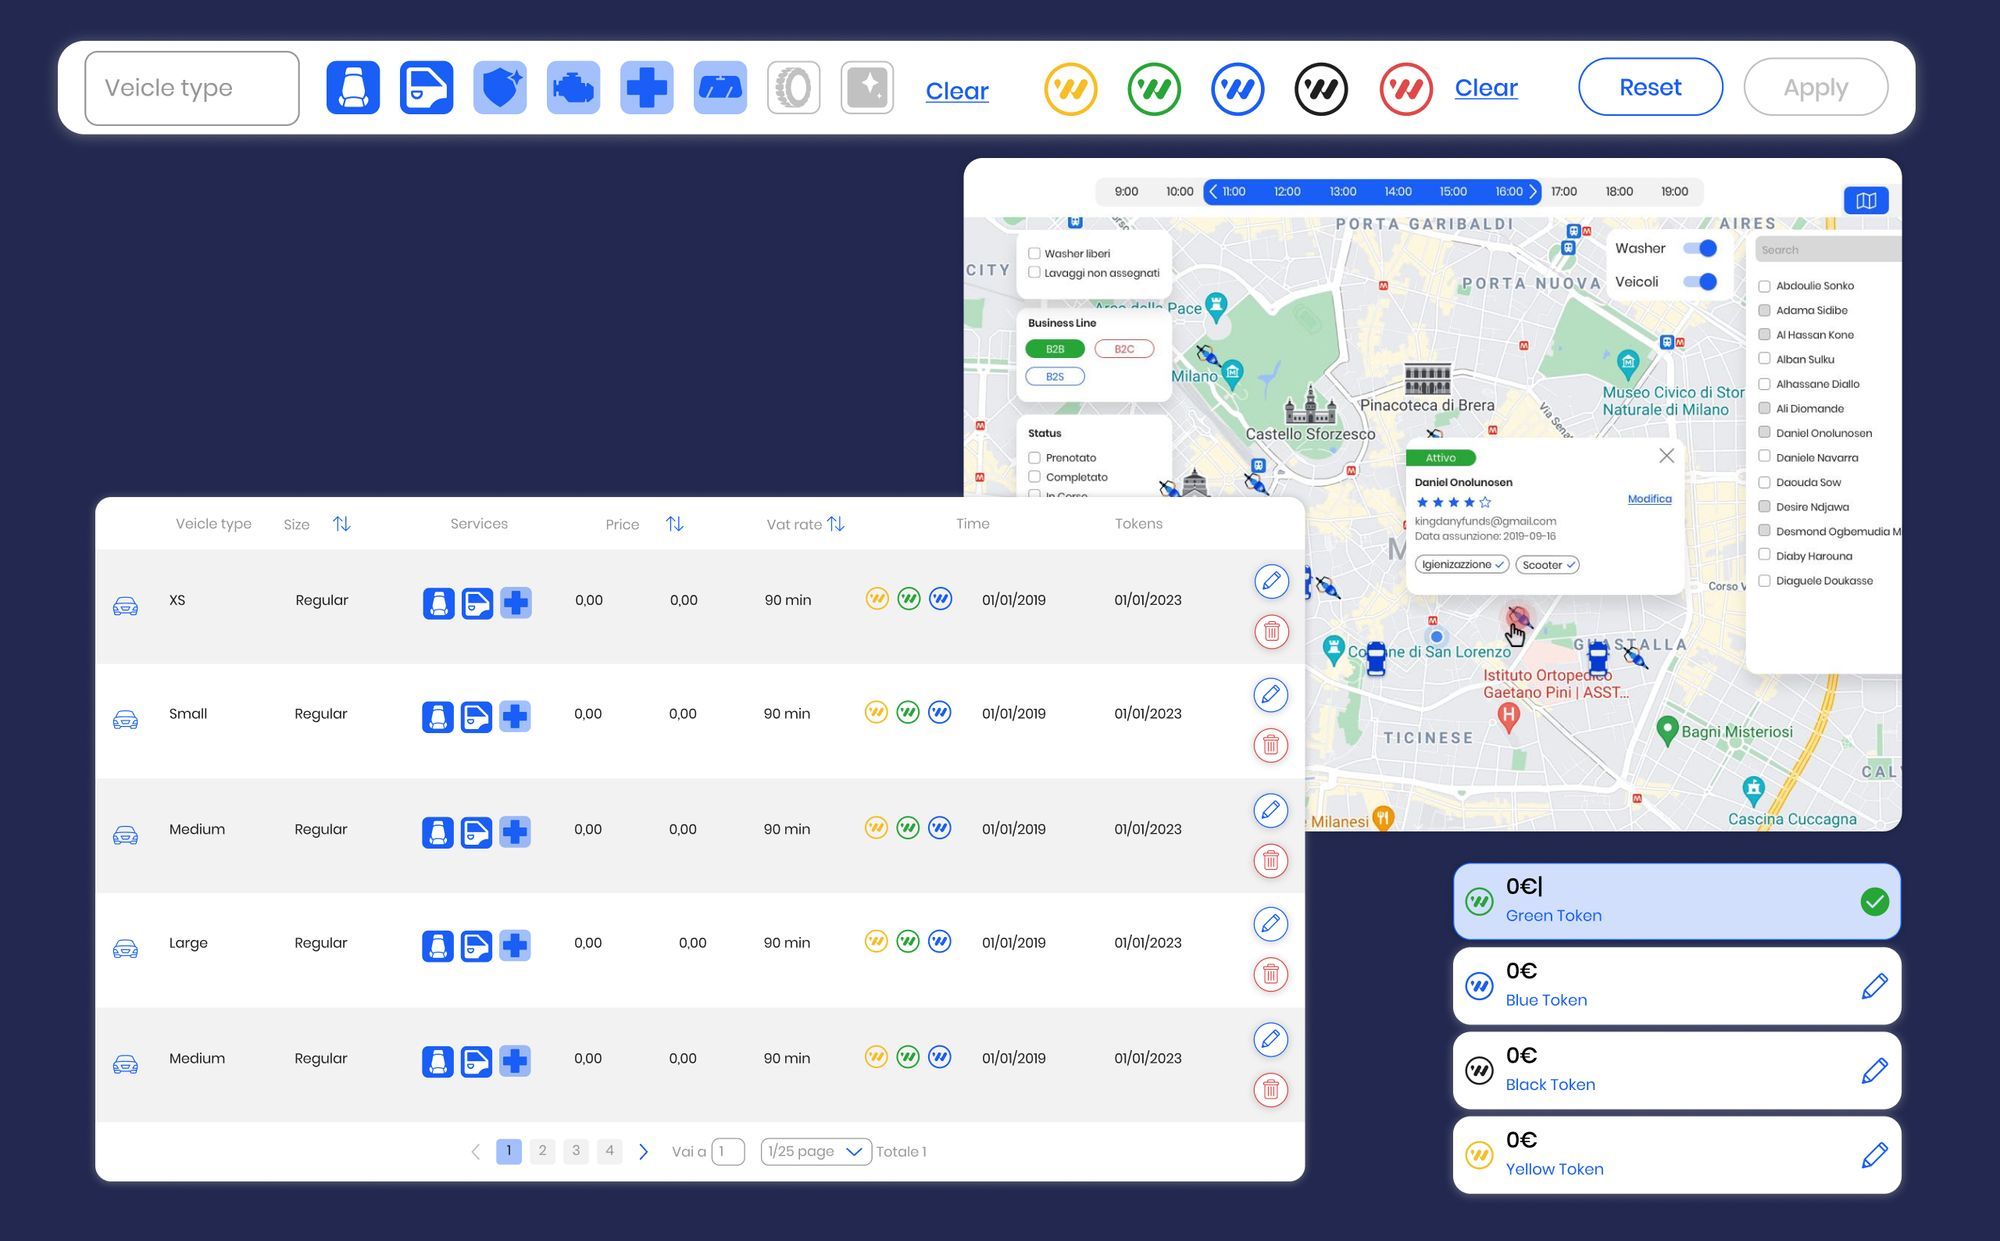 Veicle type
Clear
Clear
Reset
Apply
9:00 10:00 11:00 12:00 13:00 14:00 15:00 16:00 17:00 18:00 19:00
PORTA GARIBALDI
AIRES
CITY
PORTA NUOVA
Washer liberi
Lavaggi non assegnati
Washer
Veicoli
Arco della Pace
Business Line
B2B
B2C
B2S
Milano
Pinacoteca di Brera
Castello Sforzesco
Museo Civico di Stor
Naturale di Milano
Via Sena
Status
Prenotato
Completato
In Corso
Attivo
Daniel Onolunosen
Modifica
kingdanyfunds@gmail.com
Data assunzione: 2019-09-16
Igienizazzione
Scooter
M
Search
Abdoulie Sonko
Adama Sidibe
Al Hassan Kone
Alban Sulku
Alhassane Diallo
Ali Diomande
Daniel Onolunosen
Daniele Navarra
Daouda Sow
Desire Ndjawa
Desmond Ogbemudia M
Diaby Harouna
Diaguele Doukasse
Corso V
GUASTALLA
Co ne di San Lorenzo
Istituto Ortopedico
Gaetano Pini | ASST...
H
TICINESE
Bagni Misteriosi
CAL
e Milanesi
Cascina Cuccagna
Veicle type Size Services Price Vat rate Time Tokens
XS Regular 0,00 0,00 90 min 01/01/2019 01/01/2023
Small Regular 0,00 0,00 90 min 01/01/2019 01/01/2023
Medium Regular 0,00 0,00 90 min 01/01/2019 01/01/2023
Large Regular 0,00 0,00 90 min 01/01/2019 01/01/2023
Medium Regular 0,00 0,00 90 min 01/01/2019 01/01/2023
1 2 3 4 Vai a 1 1/25 page Totale 1
0€
Green Token
0€
Blue Token
0€
Black Token
0€
Yellow Token